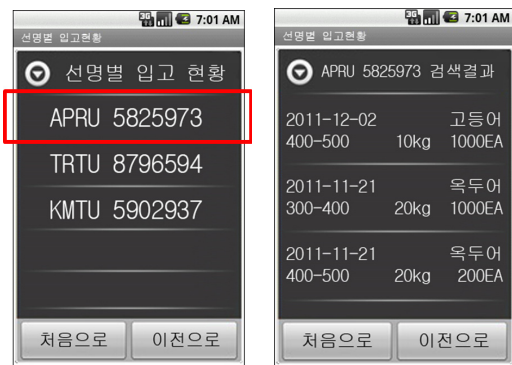 3G 7:01 AM
선명별 입고현황
선명별 입고 현황
APRU 5825973
TRTU 8796594
KMTU 5902937
처음으로 이전으로
3G 7:01 AM
선명별 입고현황
APRU 5825973 검색결과
2011-12-02 고등어
400-500 10kg 1000EA
2011-11-21 옥두어
300-400 20kg 1000EA
2011-11-21 옥두어
400-500 20kg 200EA
처음으로 이전으로